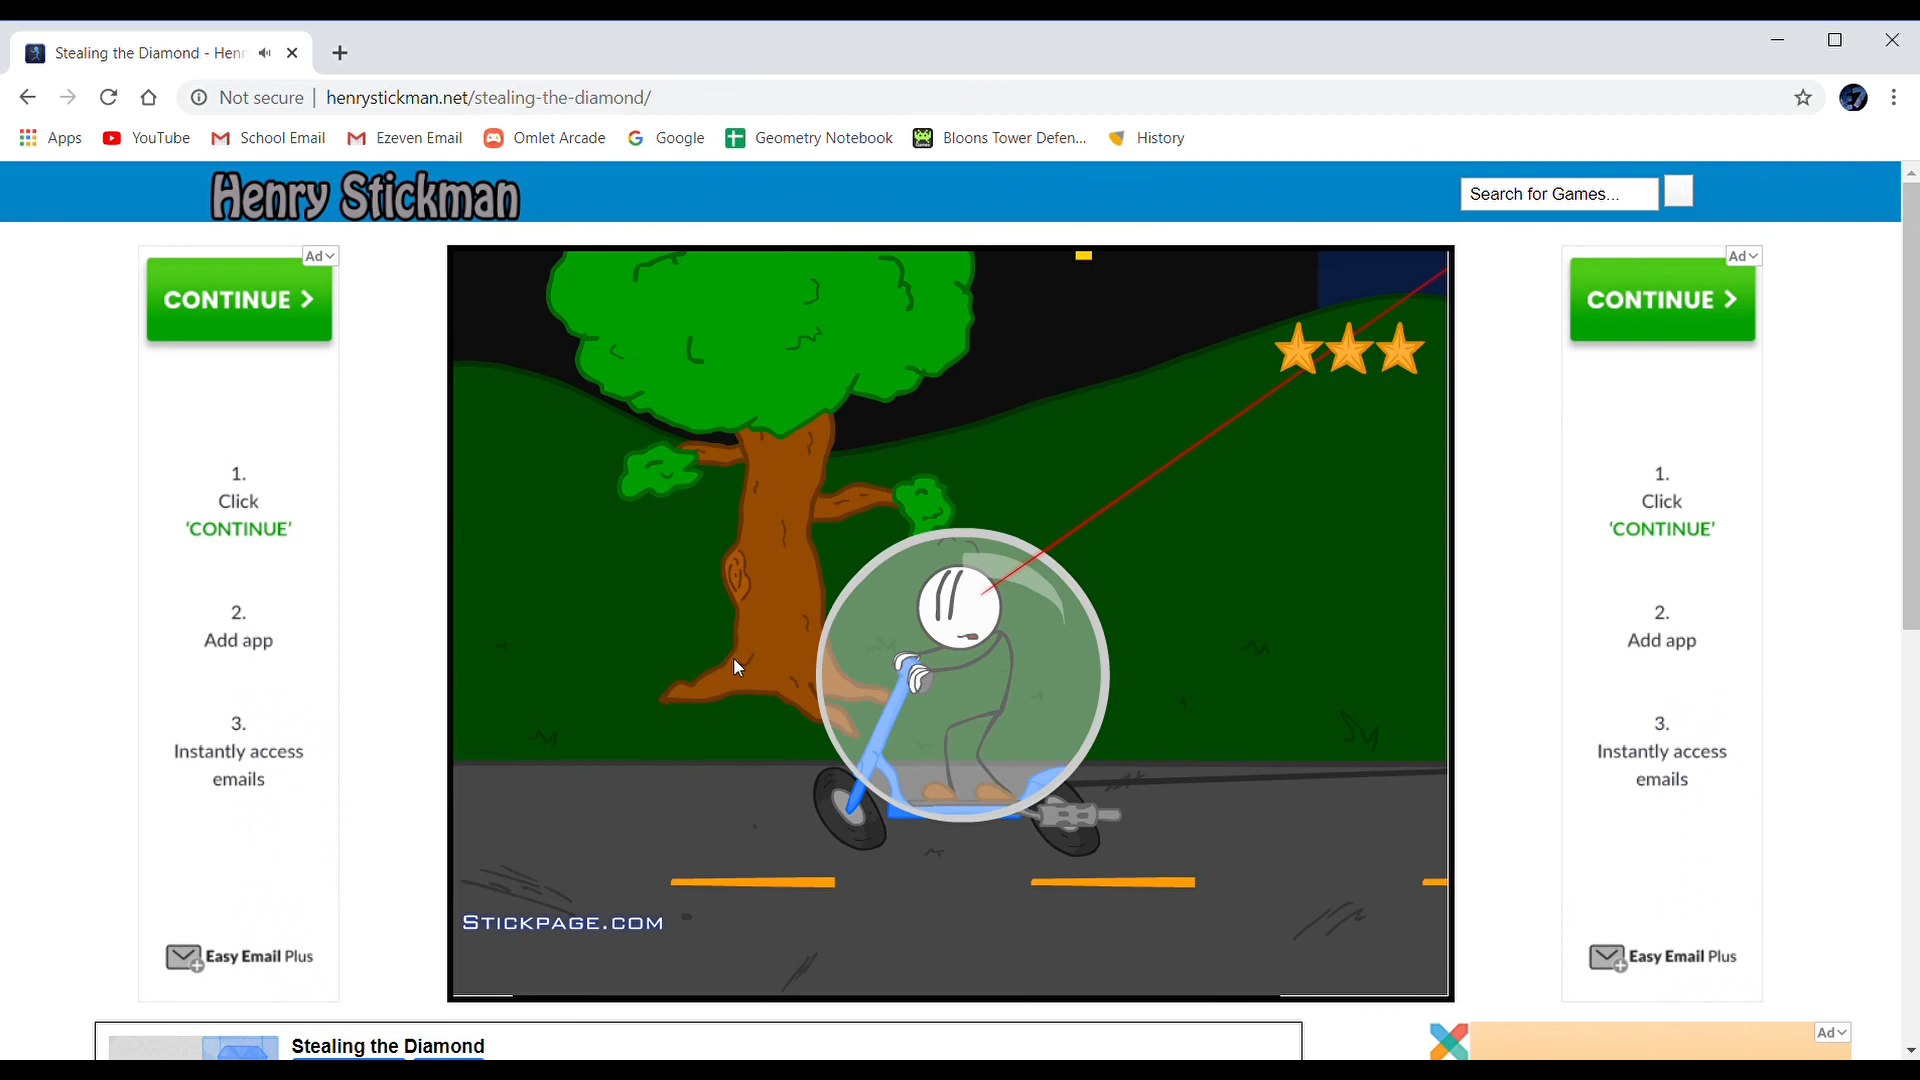 Stealing the Diamond - Henr
Not secure | henrystickman.net/stealing-the-diamond/
Apps YouTube School Email Ezeven Email Omlet Arcade Google Geometry Notebook Bloons Tower Defen... History
Henry Stickman
Search for Games...
Ad
CONTINUE
1.
Click
'CONTINUE'
2.
Add app
3.
Instantly access
emails
Easy Email Plus
STICKPAGE.COM
Ad
CONTINUE
1.
Click
'CONTINUE'
2.
Add app
3.
Instantly access
emails
Easy Email Plus
Stealing the Diamond
Ad